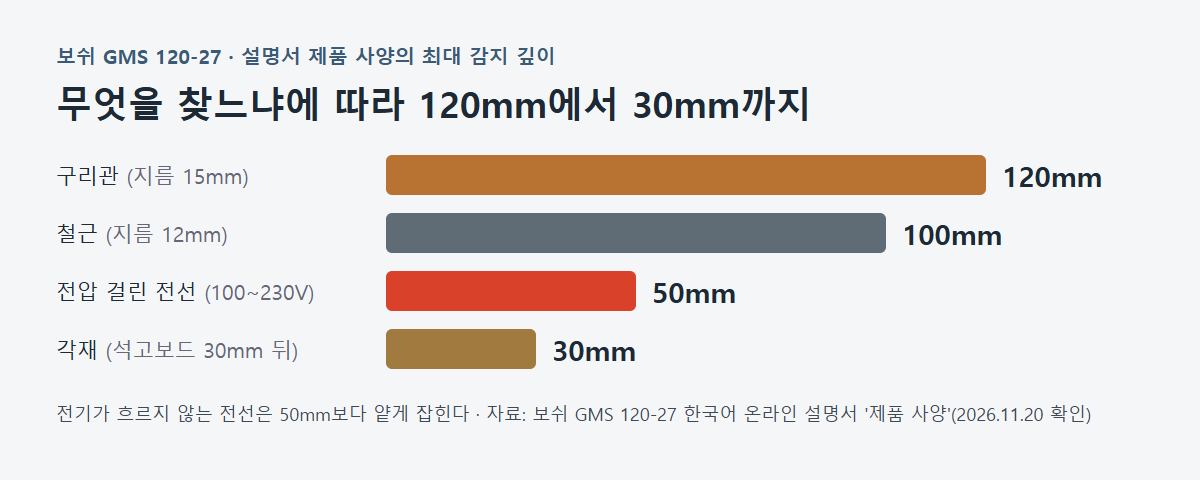 보쉬 GMS 120-27 · 설명서 제품 사양의 최대 감지 깊이
무엇을 찾느냐에 따라 120mm에서 30mm까지
구리관 (지름 15mm) 120mm
철근 (지름 12mm) 100mm
전압 걸린 전선 (100~230V) 50mm
각재 (석고보드 30mm 뒤) 30mm
전기가 흐르지 않는 전선은 50mm보다 얕게 잡힌다 · 자료: 보쉬 GMS 120-27 한국어 온라인 설명서 '제품 사양'(2026.11.20 확인)